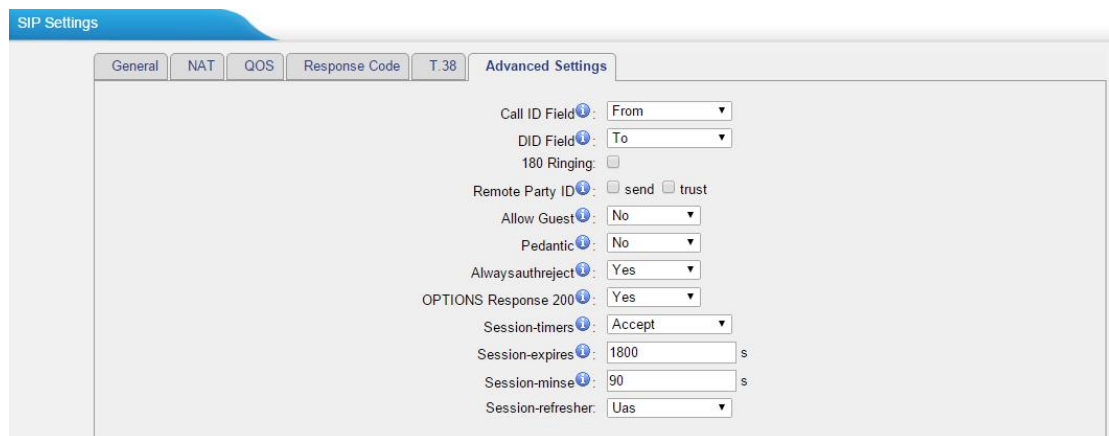 SIP Settings
General NAT QOS Response Code T.38 Advanced Settings
Call ID Field i : From
DID Field i : To
180 Ringing:
Remote Party ID i : send trust
Allow Guest i : No
Pedantic i : No
Alwaysauthreject i : Yes
OPTIONS Response 200 i : Yes
Session-timers i : Accept
Session-expires i : 1800 s
Session-minse i : 90 s
Session-refresher: Uas